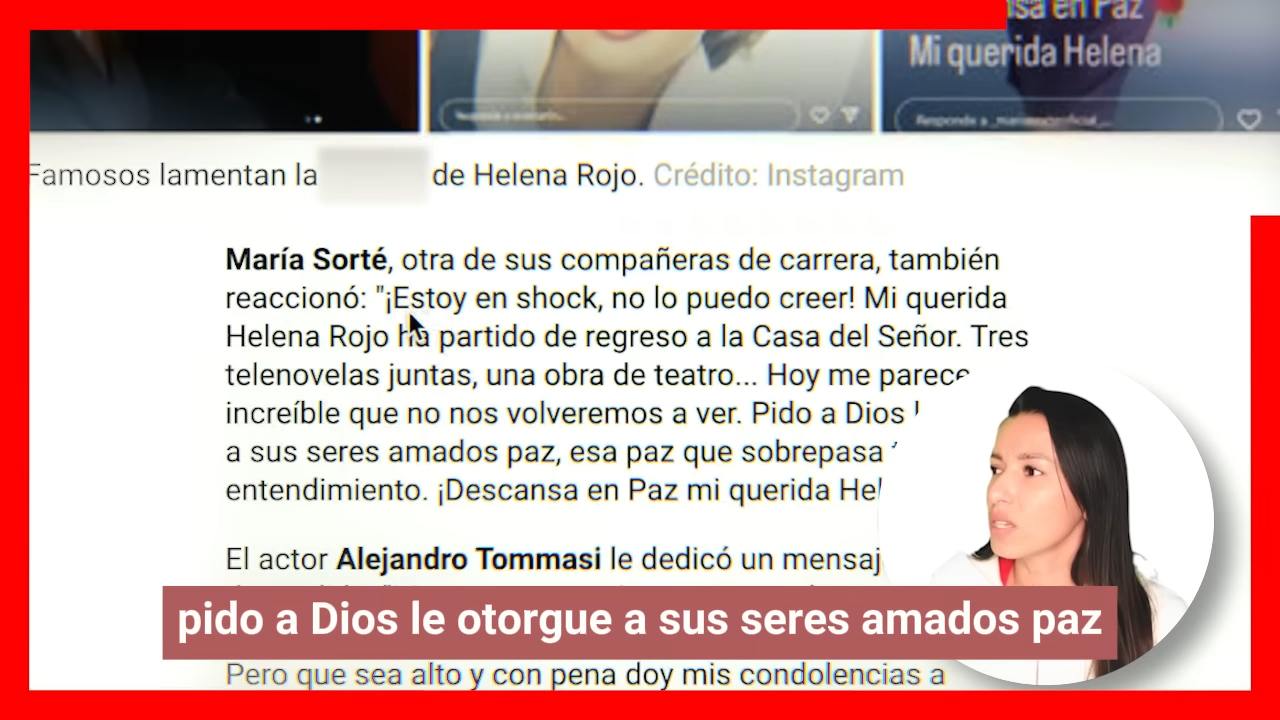 en Paz
Mi querida Helena
Famosos lamentan la de Helena Rojo. Crédito: Instagram
María Sorté, otra de sus compañeras de carrera, también
reaccionó: "¡Estoy en shock, no lo puedo creer! Mi querida
Helena Rojo ha partido de regreso a la Casa del Señor. Tres
telenovelas juntas, una obra de teatro... Hoy me parece
increíble que no nos volveremos a ver. Pido a Dios
a sus seres amados paz, esa paz que sobrepasa
entendimiento. ¡Descansa en Paz mi querida Hel
El actor Alejandro Tommasi le dedicó un mensaj
pido a Dios le otorgue a sus seres amados paz
Pero que sea alto y con pena doy mis condolencias a